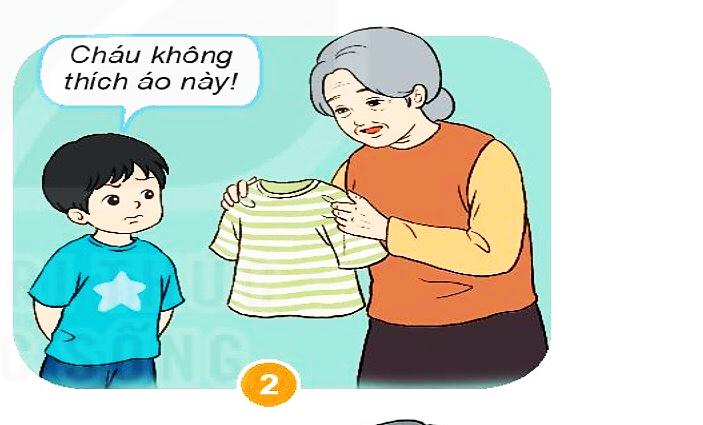 Cháu không
thích áo này!
2